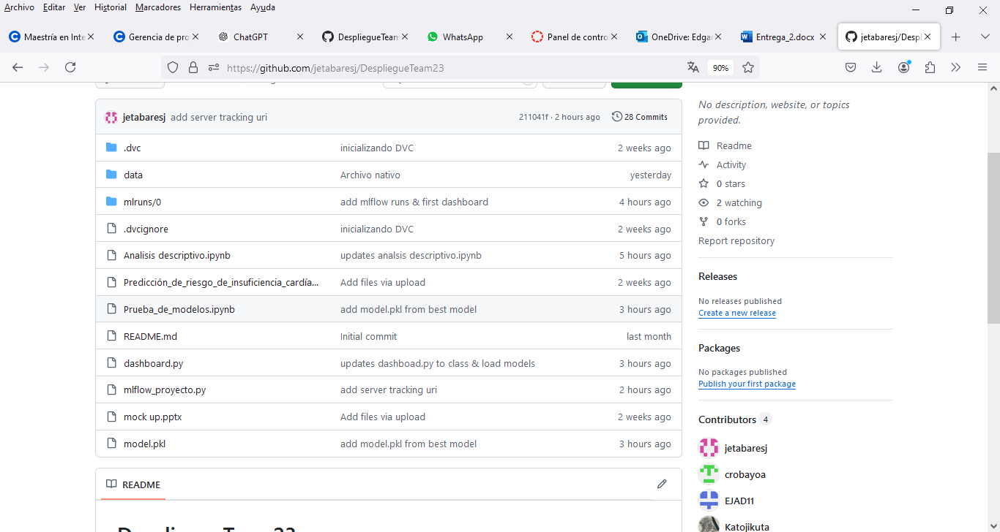 Archivo Editar Ver Historial Marcadores Herramientas Ayuda
Maestría en Inte
Gerencia de pro
ChatGPT
DespliegueTeam
WhatsApp
Panel de contro
OneDrive: Edga
Entrega_2.docx
jetabaresj/Despl
https://github.com/jetabaresj/DespliegueTeam23
90%
jetabaresj add server tracking uri 211041f · 2 hours ago 28 Commits
.dvc inicializando DVC 2 weeks ago
data Archivo nativo yesterday
mlruns/0 add mlflow runs & first dashboard 4 hours ago
.dvcignore inicializando DVC 2 weeks ago
Analisis descriptivo.ipynb updates analsis descriptivo.ipynb 5 hours ago
Predicción_de_riesgo_de_insuficiencia_cardía... Add files via upload 2 weeks ago
Prueba_de_modelos.ipynb add model.pkl from best model 3 hours ago
README.md Initial commit last month
dashboard.py updates dashboad.py to class & load models 3 hours ago
mlflow_proyecto.py add server tracking uri 2 hours ago
mock up.pptx Add files via upload 2 weeks ago
model.pkl add model.pkl from best model 3 hours ago
README
No description, website, or topics
provided.
Readme
Activity
0 stars
2 watching
0 forks
Report repository
Releases
No releases published
Create a new release
Packages
No packages published
Publish your first package
Contributors 4
jetabaresj
crobayoa
EJAD11
Katojikuta